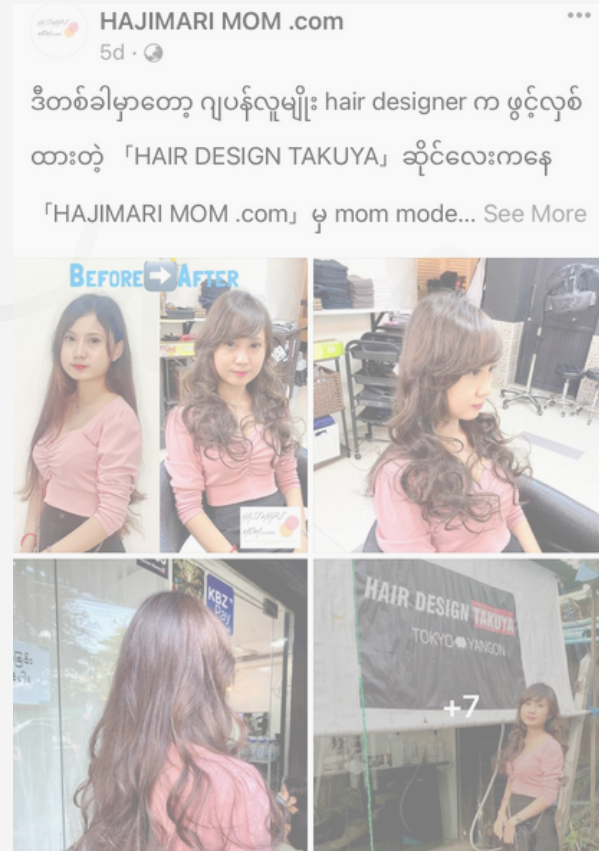 HAJIMARI MOM .com
5d
ဒီတစ်ခါမှာတော့ ဂျပန်လူမျိုး hair designer က ဖွင့်လှစ်
ထားတဲ့ 「HAIR DESIGN TAKUYA」 ဆိုင်လေးကနေ
「HAJIMARI MOM .com」 မှ mom mode... See More
BEFORE AFTER
KBZ
Pay
HAIR DESIGN TAKUYA
TOKYO YANGON
+7